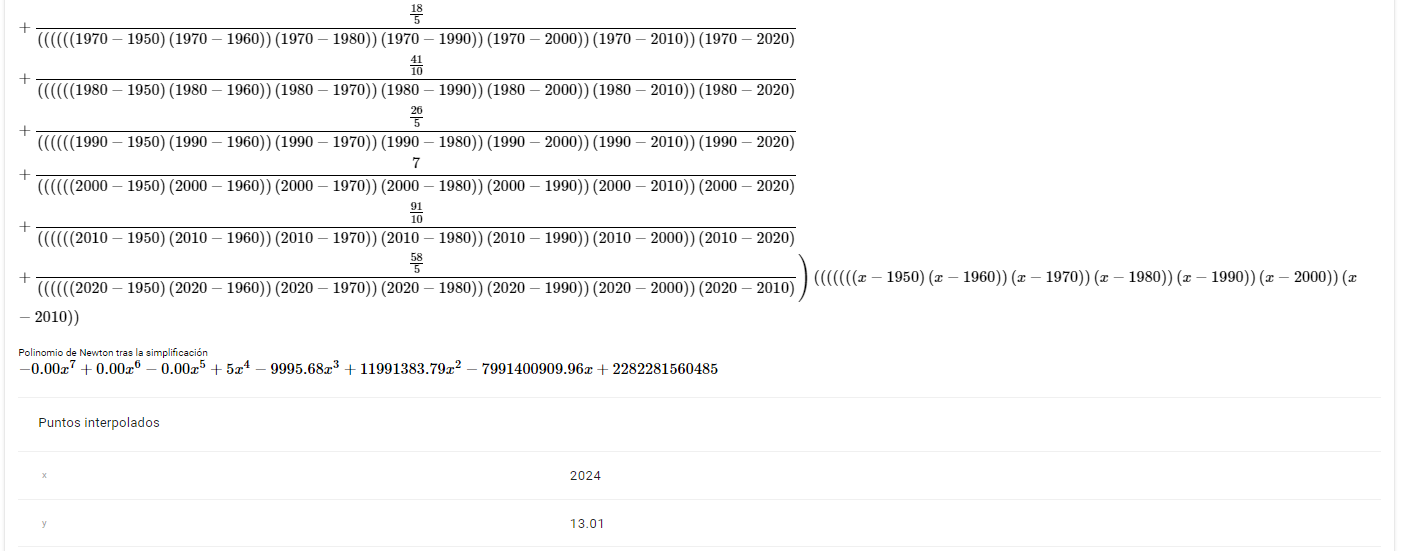 + \frac{\frac{18}{5}}{((((((1970 − 1950) (1970 − 1960)) (1970 − 1980)) (1970 − 1990)) (1970 − 2000)) (1970 − 2010)) (1970 − 2020)}
+ \frac{\frac{41}{10}}{((((((1980 − 1950) (1980 − 1960)) (1980 − 1970)) (1980 − 1990)) (1980 − 2000)) (1980 − 2010)) (1980 − 2020)}
+ \frac{\frac{26}{5}}{((((((1990 − 1950) (1990 − 1960)) (1990 − 1970)) (1990 − 1980)) (1990 − 2000)) (1990 − 2010)) (1990 − 2020)}
+ \frac{7}{((((((2000 − 1950) (2000 − 1960)) (2000 − 1970)) (2000 − 1980)) (2000 − 1990)) (2000 − 2010)) (2000 − 2020)}
+ \frac{\frac{91}{10}}{((((((2010 − 1950) (2010 − 1960)) (2010 − 1970)) (2010 − 1980)) (2010 − 1990)) (2010 − 2000)) (2010 − 2020)}
+ \frac{\frac{58}{5}}{((((((2020 − 1950) (2020 − 1960)) (2020 − 1970)) (2020 − 1980)) (2020 − 1990)) (2020 − 2000)) (2020 − 2010)} ) (((((((x − 1950) (x − 1960)) (x − 1970)) (x − 1980)) (x − 1990)) (x − 2000)) (x
− 2010))
Polinomio de Newton tras la simplificación
−0.00x^7 + 0.00x^6 − 0.00x^5 + 5x^4 − 9995.68x^3 + 11991383.79x^2 − 7991400909.96x + 2282281560485
Puntos interpolados
x 2024
y 13.01